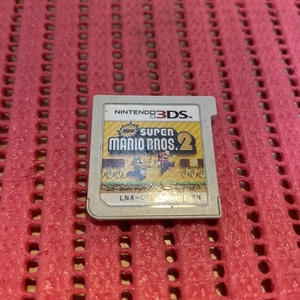 NINTENDO 3DS
New
SUPER
MARIO BROS. 2